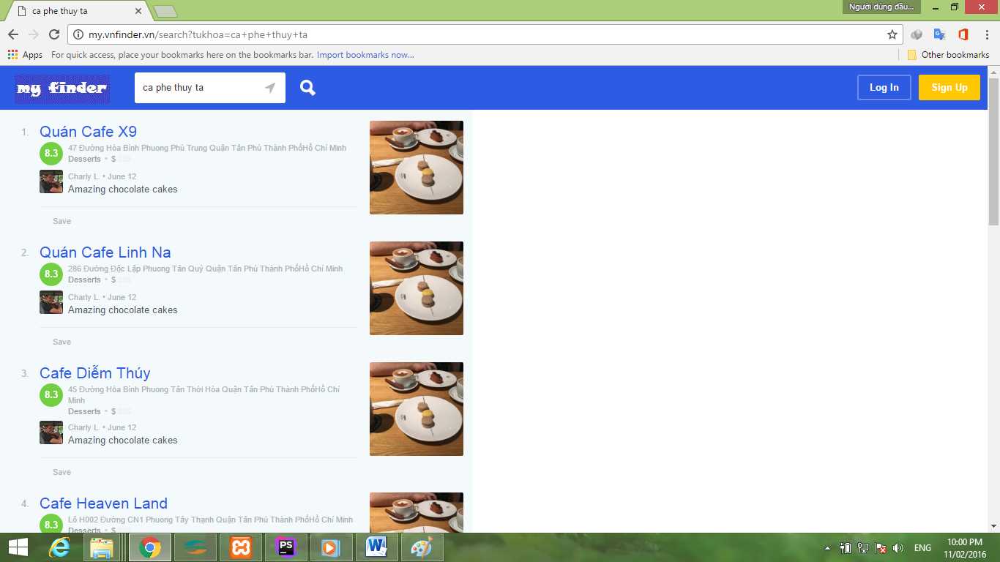 ca phe thuy ta
Người dùng đầu...
my.vnfinder.vn/search?tukhoa=ca+phe+thuy+ta
Apps For quick access, place your bookmarks here on the bookmarks bar. Import bookmarks now... Other bookmarks
my finder ca phe thuy ta Log In Sign Up
1. Quán Cafe X9
8.3 47 Đường Hòa Bình Phuong Phú Trung Quận Tân Phú Thành PhốHồ Chí Minh
Desserts • $ $$$
Charly L. • June 12
Amazing chocolate cakes
Save
2. Quán Cafe Linh Na
8.3 286 Đường Độc Lập Phuong Tân Quý Quận Tân Phú Thành PhốHồ Chí Minh
Desserts • $ $$$
Charly L. • June 12
Amazing chocolate cakes
Save
3. Cafe Diễm Thúy
8.3 45 Đường Hòa Bình Phuong Tân Thới Hòa Quận Tân Phú Thành PhốHồ Chí
Minh
Desserts • $ $$$
Charly L. • June 12
Amazing chocolate cakes
Save
4. Cafe Heaven Land
8.3 Lô H002 Đường CN1 Phuong Tây Thạnh Quận Tân Phú Thành PhốHồ Chí Minh
Desserts • $ $$$
PS W ENG 10:00 PM
11/02/2016